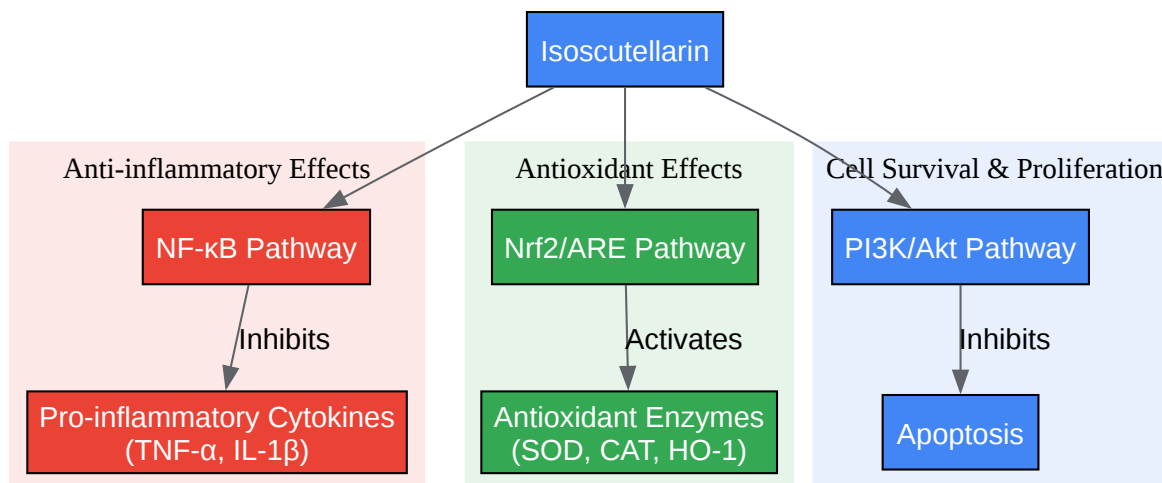 Isoscutellarin
Anti-inflammatory Effects
Antioxidant Effects
Cell Survival & Proliferation
NF-κB Pathway
Nrf2/ARE Pathway
PI3K/Akt Pathway
Inhibits
Activates
Inhibits
Pro-inflammatory Cytokines
(TNF-α, IL-1β)
Antioxidant Enzymes
(SOD, CAT, HO-1)
Apoptosis